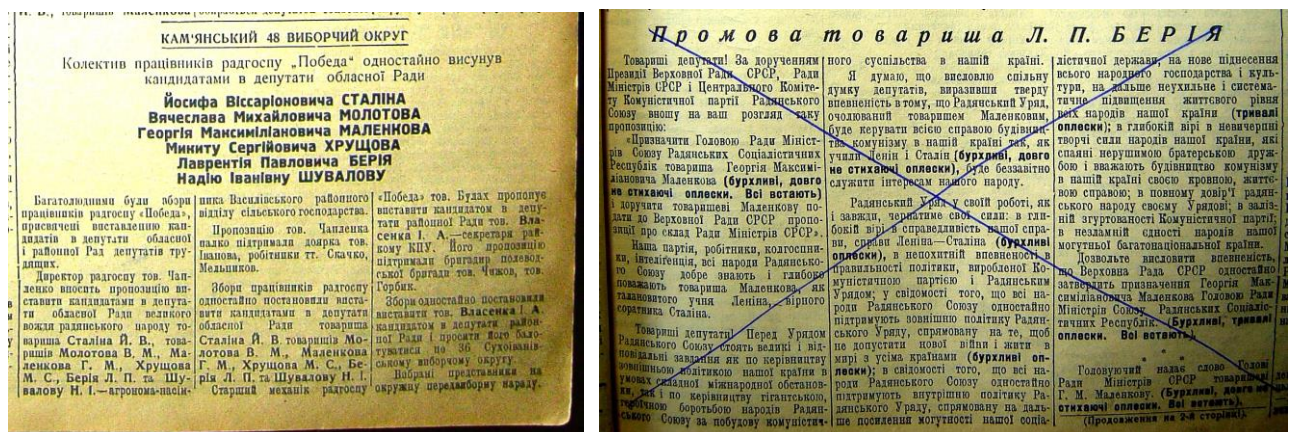 И. В., товаришів Маленкова
КАМ'ЯНСЬКИЙ 48 ВИБОРЧИЙ ОКРУГ
Колектив працівників радгоспу „Победа" одностайно висунув
кандидатами в депутати обласної Ради
Йосифа Віссаріоновича СТАЛІНА
Вячеслава Михайловича МОЛОТОВА
Георгія Максиміліановича МАЛЕНКОВА
Микиту Сергійовича ХРУЩОВА
Лаврентія Павловича БЕРІЯ
Надію Іванівну ШУВАЛОВУ
Багатолюдними були збори
працівників радгоспу «Победа»,
присвячені виставленню кан-
дидатів в депутати обласної
і районної Рад депутатів тру-
дящих.
Директор радгоспу тов. Чап-
ленко вносить пропозицію ви-
ставити кандидатами в депута-
ти обласної Ради великого
вождя радянського народу то-
вариша Сталіна Й. В., това-
ришів Молотова В. М., Ма-
ленкова Г. М., Хрущова
М. С., Берія Л. П. та Шу-
валову Н. І.—агронома-насін-
ника Василівського районного
відділу сільського господарства.
Пропозицію тов. Чапленка
палко підтримали доярка тов.
Іванова, робітники тт. Скачко,
Мельников.
Збори працівників радгоспу
одностайно постановили виста-
вити кандидатами в депутати
обласної Ради товариша
Сталіна Й. В. товаришів Мо-
лотова В. М., Маленкова
Г. М., Хрущова М. С., Бе-
рія Л. П. та Шувалову Н. І.
Старший механік радгоспу
«Победа» тов. Булах пропонує
виставити кандидатом в депу-
тати районної Ради тов. Вла-
сенка І. А.—секретаря рай-
кому КПУ. Його пропозицію
підтримали бригадир полевод-
ської бригади тов. Чижов, тов.
Горбик.
Збори одностайно постановили
виставити тов. Власенка І. А.
кандидатом в депутати район-
ної Ради і просити його бало-
туватися по 36 Сухоіванів-
ському виборчому округу.
Обрані представники на
окружну передвиборну нараду.
Промова товариша Л. П. БЕРІЯ
Товариші депутати! За дорученням
Президії Верховної Ради СРСР, Ради
Міністрів СРСР і Центрального Коміте-
ту Комуністичної партії Радянського
Союзу вношу на ваш розгляд таку
пропозицію:
«Призначити Головою Ради Мініст-
рів Союзу Радянських Соціалістичних
Республік товариша Георгія Максимі-
ліановича Маленкова (бурхливі, довго
не стихаючі оплески. Всі встають)
і доручити товаришеві Маленкову по-
дати до Верховної Ради СРСР пропо-
зиції про склад Ради Міністрів СРСР».
Наша партія, робітники, колгоспни-
ки, інтелігенція, всі народи Радянсько-
го Союзу добре знають і глибоко
поважають товариша Маленкова, як
талановитого учня Леніна, вірного
соратника Сталіна.
Товариші депутати! Перед Урядом
Радянського Союзу стоять великі і від-
повідальні завдання як по керівництву
зовнішньою політикою нашої країни в
умовах складної міжнародної обстанов-
ки, так і по керівництву гігантською,
героїчною боротьбою народів Радян-
ського Союзу за побудову комуністич-
ного суспільства в нашій країні.
Я думаю, що висловлю спільну
думку депутатів, виразивши тверду
впевненість в тому, що Радянський Уряд,
очолюваний товаришем Маленковим,
буде керувати всією справою будівниц-
тва комунізму в нашій країні так, як
учили Ленін і Сталін (бурхливі, довго
не стихаючі оплески), буде беззавітно
служити інтересам нашого народу.
Радянський Уряд у своїй роботі, як
і завжди, черпатиме свої сили: в гли-
бокій вірі в справедливість нашої спра-
ви, справи Леніна—Сталіна (бурхливі
оплески), в непохитній впевненості в
правильності політики, виробленої Ко-
муністичною партією і Радянським
Урядом; у свідомості того, що всі на-
роди Радянського Союзу одностайно
підтримують зовнішню політику Радян-
ського Уряду, спрямовану на те, щоб
не допустити нової війни і жити в
мирі з усіма країнами (бурхливі оп-
лески); в свідомості того, що всі на-
роди Радянського Союзу одностайно
підтримують внутрішню політику Ра-
дянського Уряду, спрямовану на даль-
ше посилення могутності нашої соціа-
лістичної держави, на нове піднесення
всього народного господарства і куль-
тури, на дальше неухильне і система-
тичне підвищення життєвого рівня
всіх народів нашої країни (тривалі
оплески); в глибокій вірі в невичерпні
творчі сили народів нашої країни, які
спаяні нерушимою братерською друж-
бою і вважають будівництво комунізму
в нашій країні своєю кровною, життє-
вою справою; в повному довір'ї радян-
ського народу своєму Урядові; в заліз-
ній згуртованості Комуністичної партії;
в незламній єдності народів нашої
могутньої багатонаціональної країни.
Дозвольте висловити впевненість,
що Верховна Рада СРСР одностайно
затвердить призначення Георгія Мак-
симіліановича Маленкова Головою Ради
Міністрів Союзу Радянських Соціаліс-
тичних Республік. (Бурхливі, тривалі
оплески. Всі встають).
Головуючий надає слово Голові
Ради Міністрів СРСР товаришеві
Г. М. Маленкову. (Бурхливі, довго не
стихаючі оплески. Всі встають).
(Продовження на 2-й сторінці).